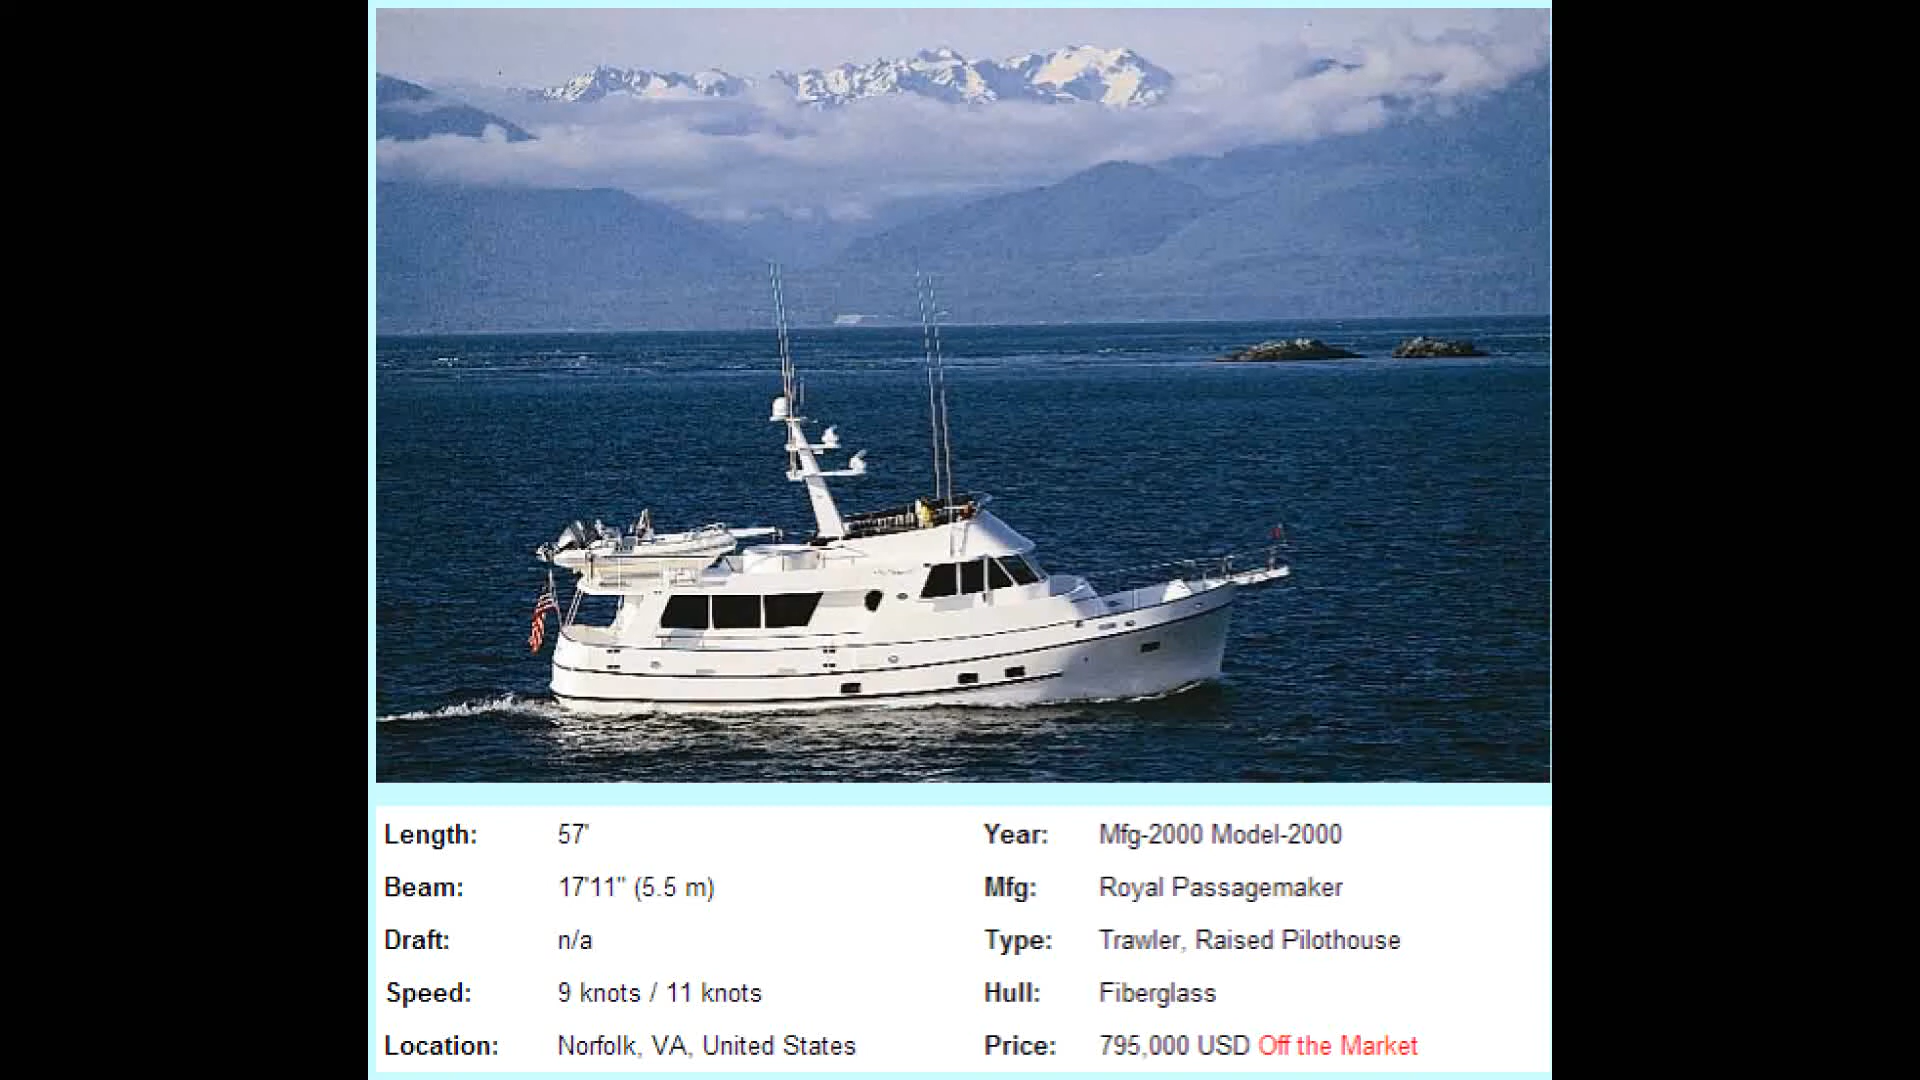 Length: 57' Year: Mfg-2000 Model-2000
Beam: 17'11" (5.5 m) Mfg: Royal Passagemaker
Draft: n/a Type: Trawler, Raised Pilothouse
Speed: 9 knots / 11 knots Hull: Fiberglass
Location: Norfolk, VA, United States Price: 795,000 USD Off the Market